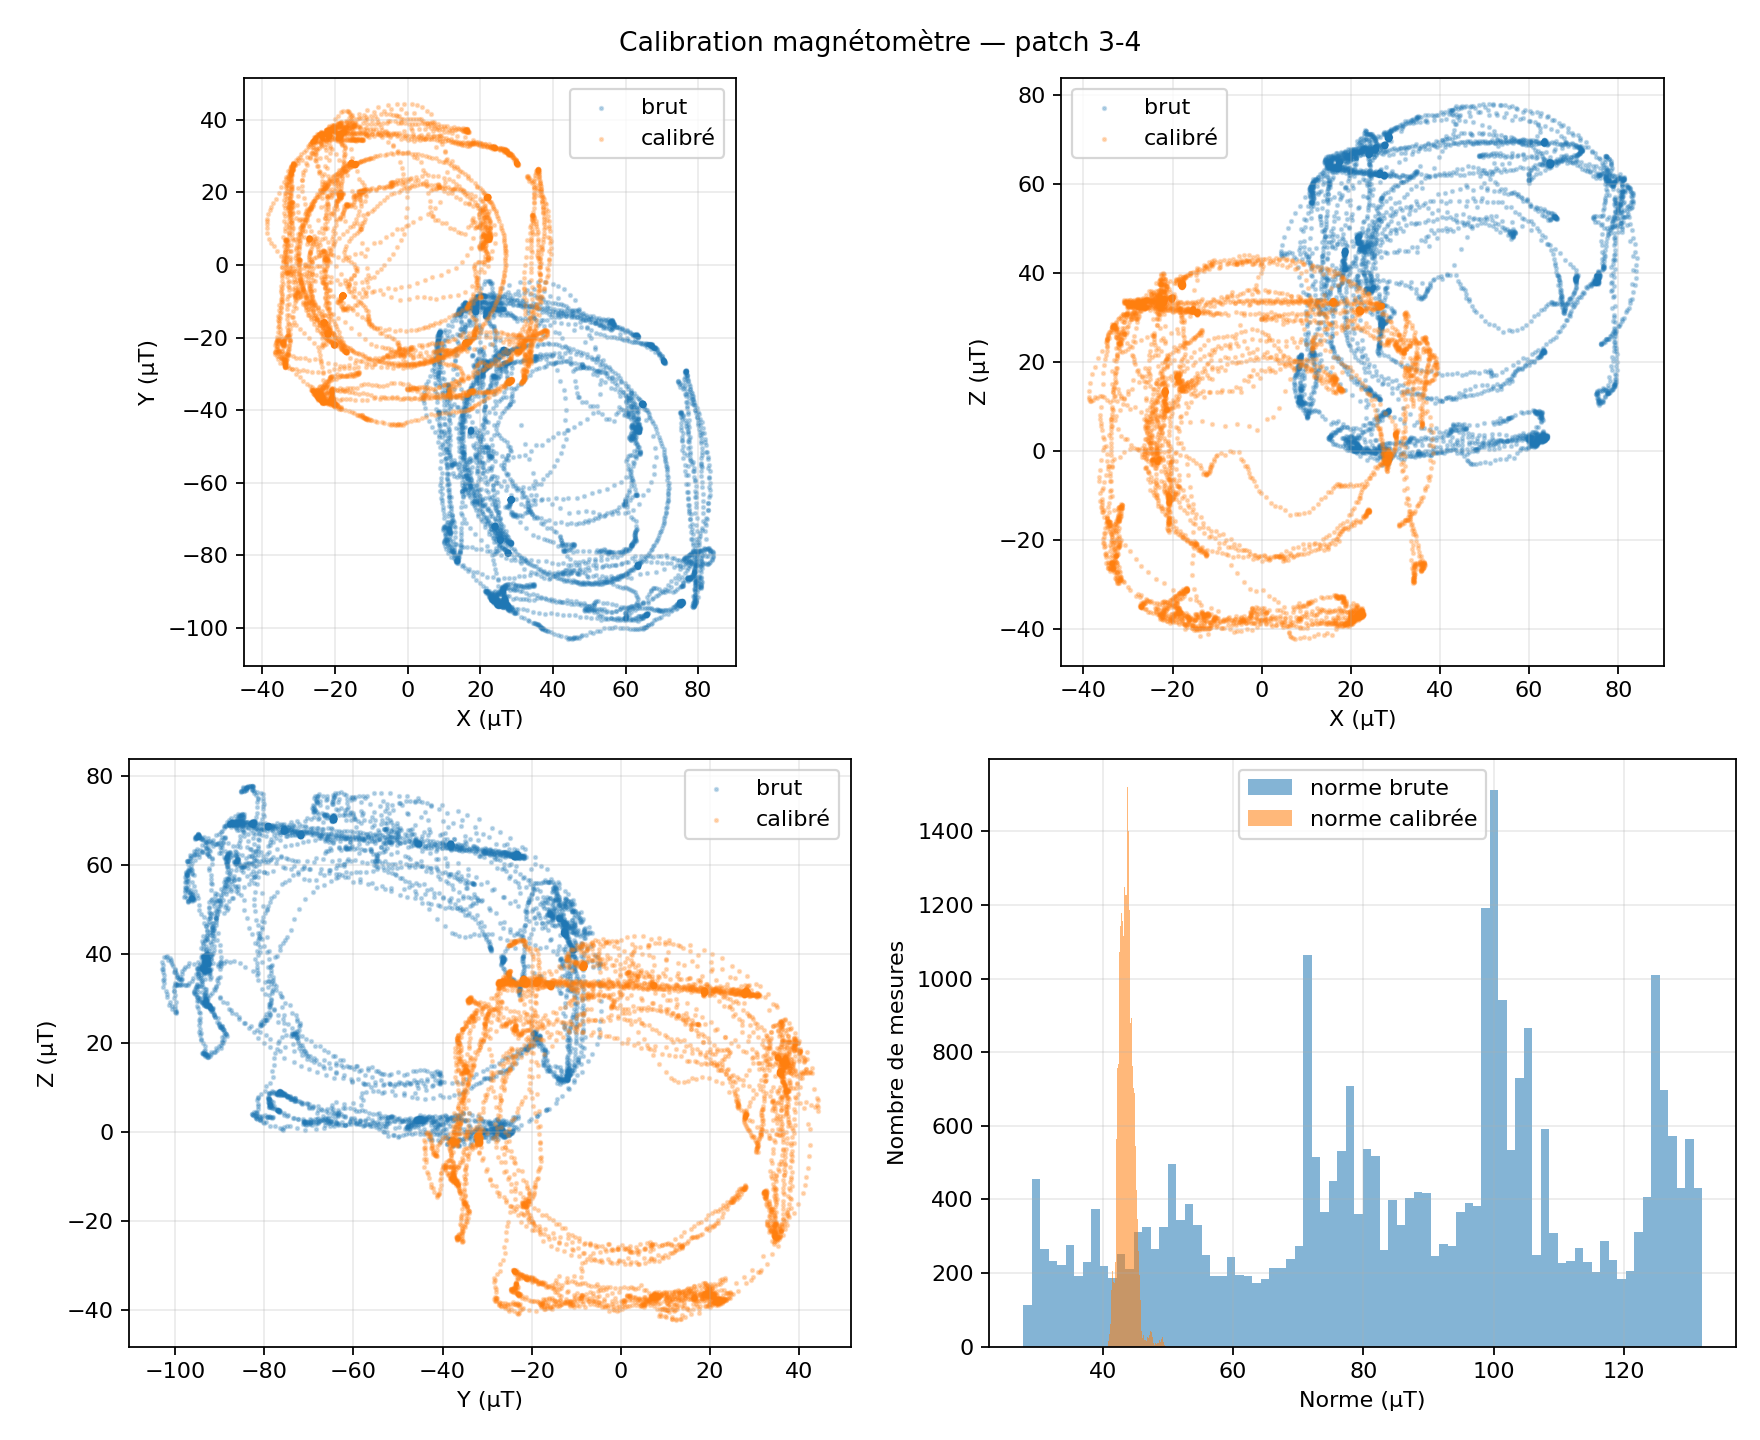 Calibration magnétomètre — patch 3-4
brut
calibré
40
20
0
−20
−40
−60
−80
−100
Y (µT)
−40 −20 0 20 40 60 80
X (µT)
brut
calibré
80
60
40
20
0
−20
−40
Z (µT)
−40 −20 0 20 40 60 80
X (µT)
brut
calibré
80
60
40
20
0
−20
−40
Z (µT)
−100 −80 −60 −40 −20 0 20 40
Y (µT)
norme brute
norme calibrée
1400
1200
1000
800
600
400
200
0
Nombre de mesures
40 60 80 100 120
Norme (µT)